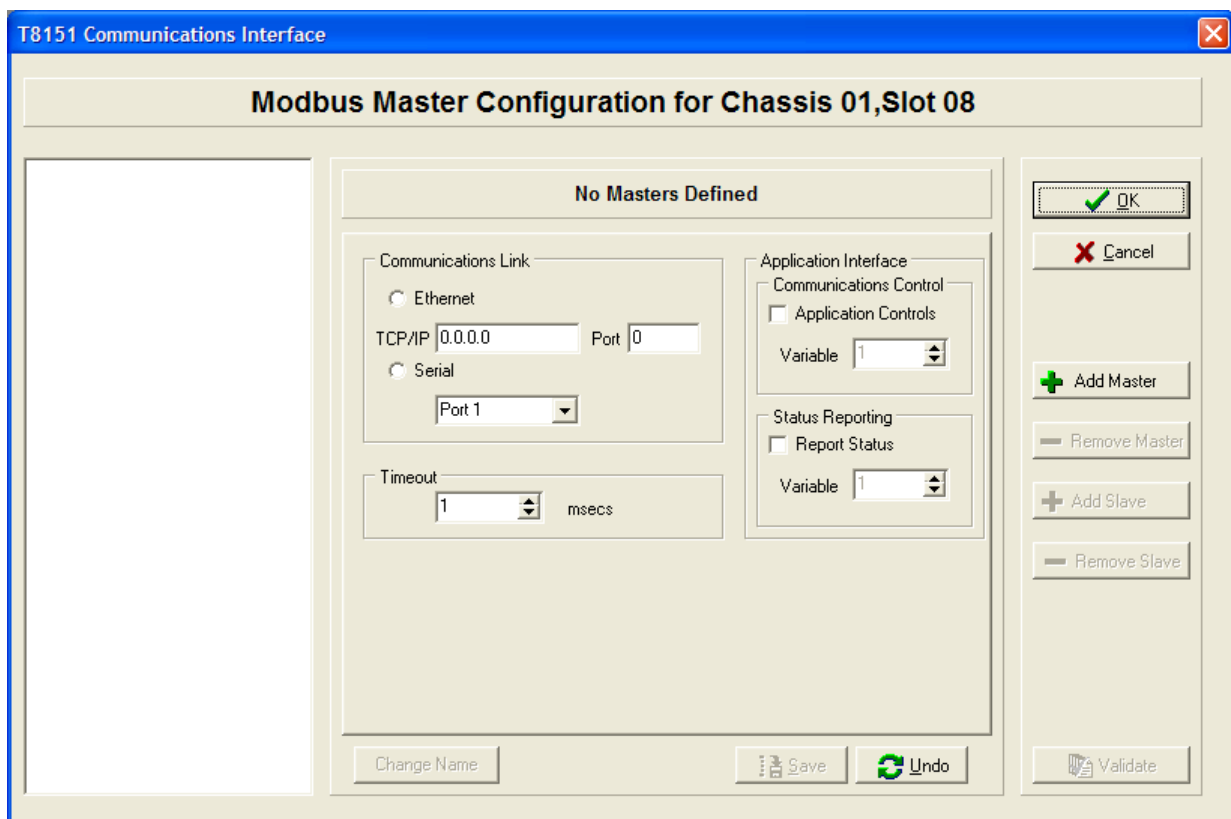 T8151 Communications Interface
Modbus Master Configuration for Chassis 01,Slot 08
No Masters Defined
Communications Link
Ethernet
TCP/IP 0.0.0.0 Port 0
Serial
Port 1
Timeout
1 msecs
Application Interface
Communications Control
Application Controls
Variable 1
Status Reporting
Report Status
Variable 1
Change Name
Save
Undo
OK
Cancel
Add Master
Remove Master
Add Slave
Remove Slave
Validate